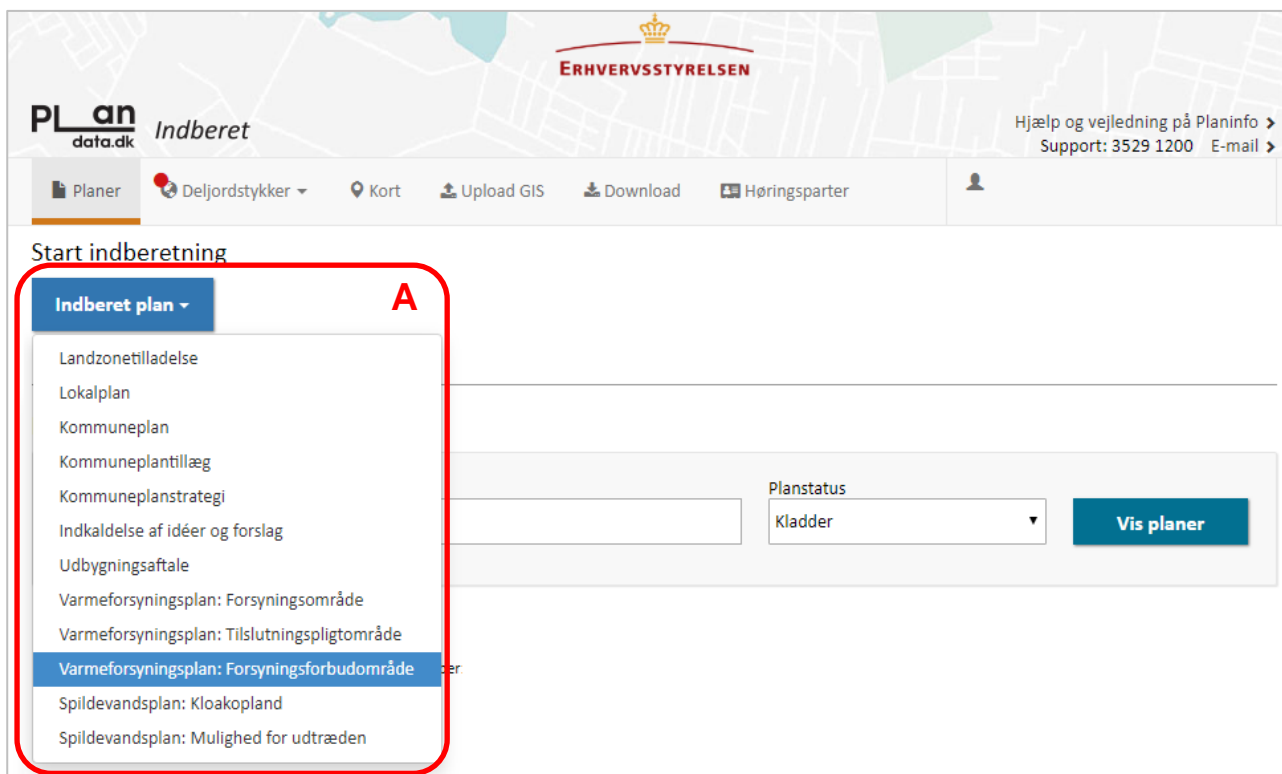 ERHVERVSSTYRELSEN
PLan
data.dk
Indberet
Hjælp og vejledning på Planinfo
Support: 3529 1200 E-mail
Planer Deljordstykker Kort Upload GIS Download Høringsparter
Start indberetning
Indberet plan
A
Landzonetilladelse
Lokalplan
Kommuneplan
Kommuneplantillæg
Kommuneplanstrategi
Planstatus
Kladder
Vis planer
Indkaldelse af idéer og forslag
Udbygningsaftale
Varmeforsyningsplan: Forsyningsområde
Varmeforsyningsplan: Tilslutningspligtområde
Varmeforsyningsplan: Forsyningsforbudområde
Spildevandsplan: Kloakopland
Spildevandsplan: Mulighed for udtræden